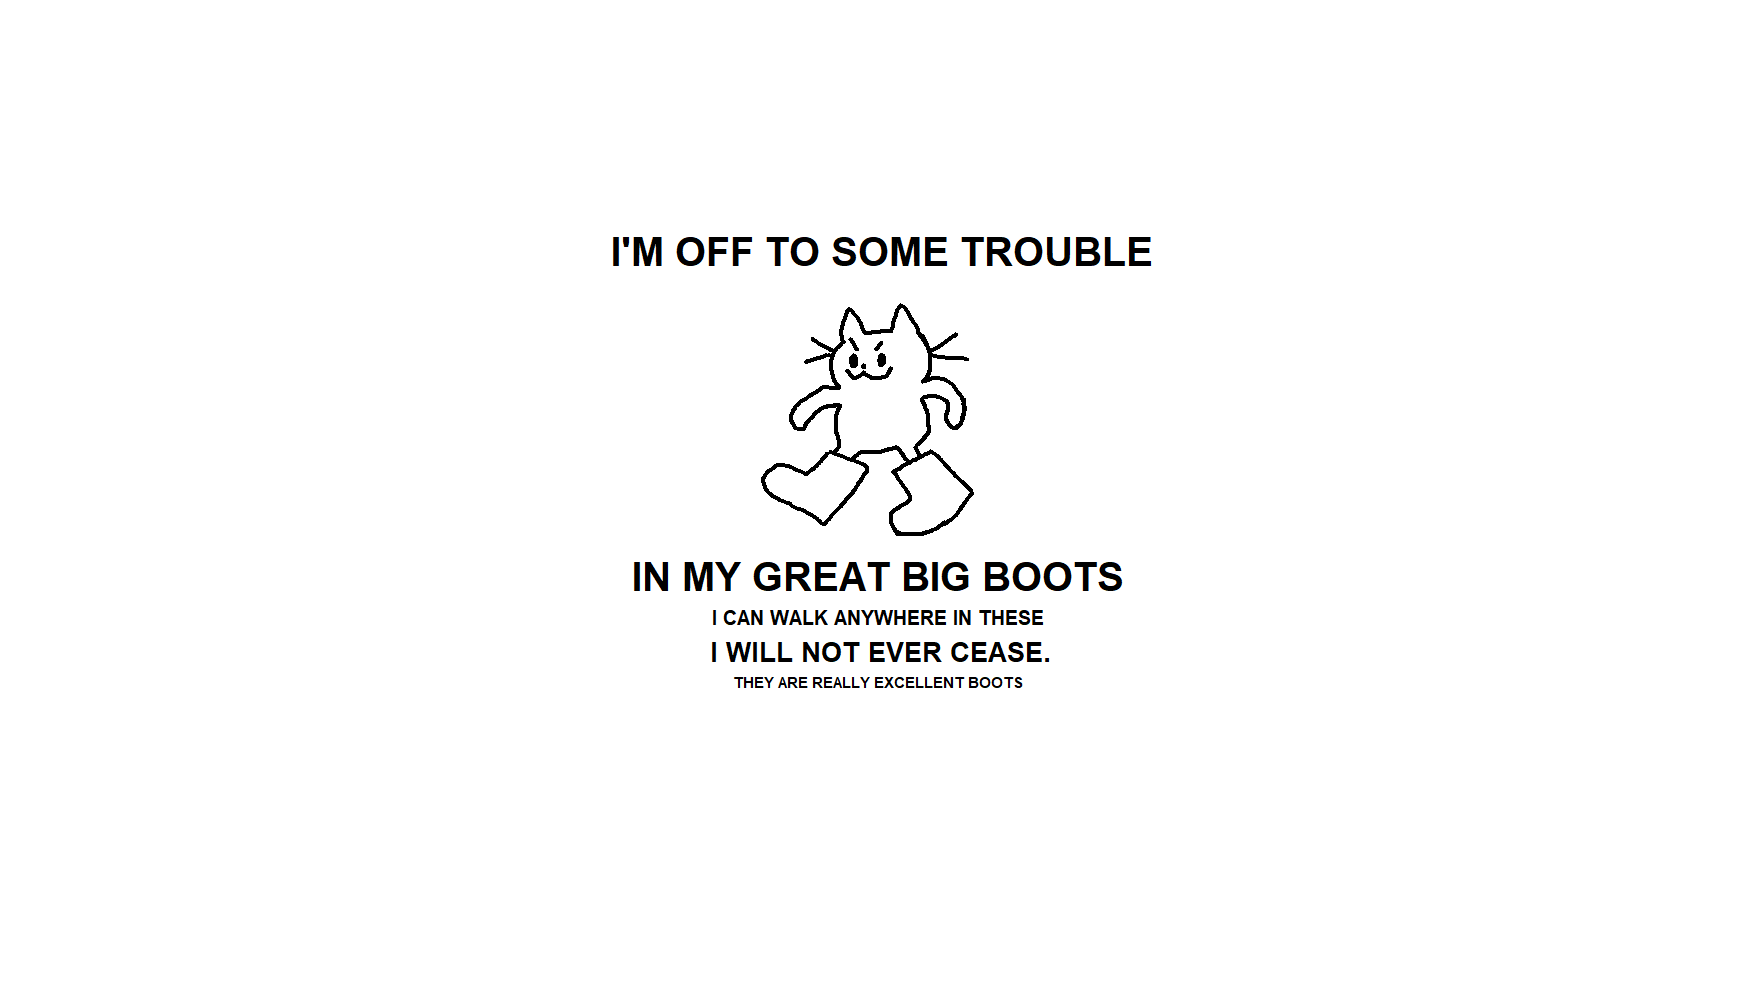 I'M OFF TO SOME TROUBLE
IN MY GREAT BIG BOOTS
I CAN WALK ANYWHERE IN THESE
I WILL NOT EVER CEASE.
THEY ARE REALLY EXCELLENT BOOTS